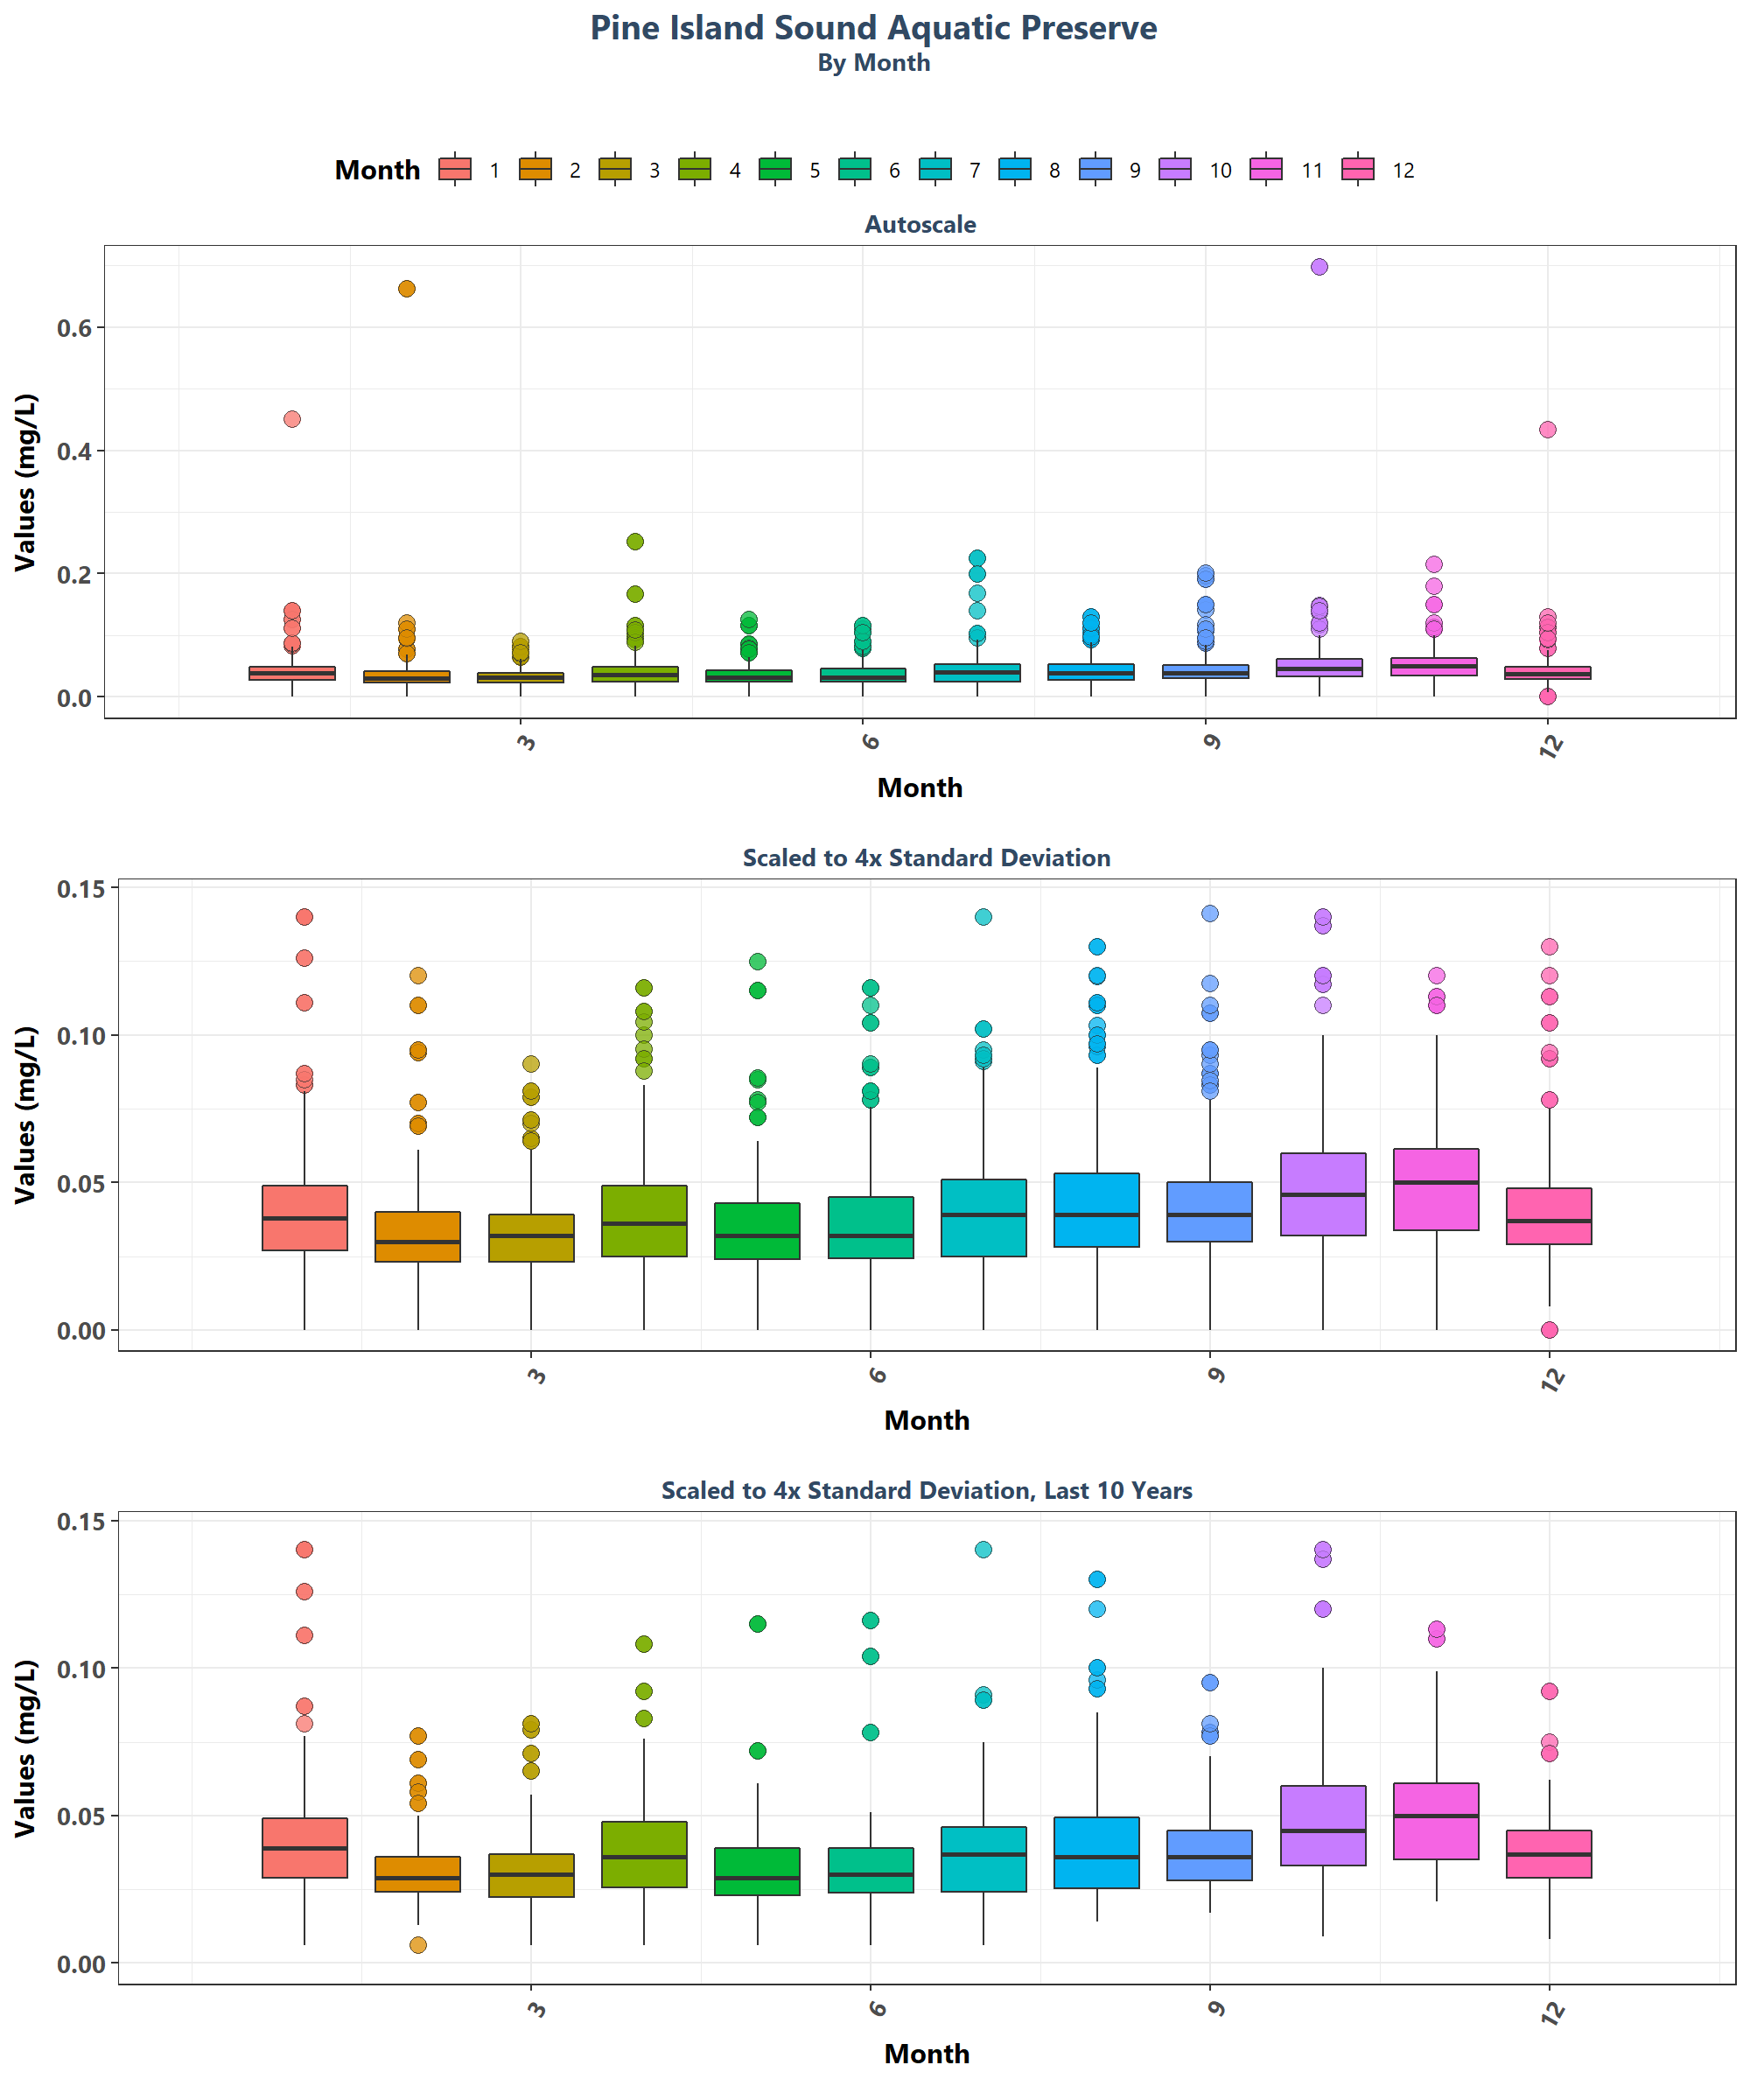 Pine Island Sound Aquatic Preserve
By Month
Month 1 2 3 4 5 6 7 8 9 10 11 12
Autoscale
Values (mg/L)
0.6
0.4
0.2
0.0
3 6 9 12
Month
Scaled to 4x Standard Deviation
Values (mg/L)
0.15
0.10
0.05
0.00
3 6 9 12
Month
Scaled to 4x Standard Deviation, Last 10 Years
Values (mg/L)
0.15
0.10
0.05
0.00
3 6 9 12
Month